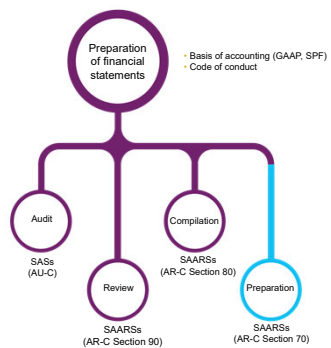 Preparation
of financial
statements
· Basis of accounting (GAAP, SPF)
· Code of conduct
Audit
SASs
(AU-C)
Compilation
SAARSs
(AR-C Section 80)
Review
SAARSs
(AR-C Section 90)
Preparation
SAARSs
(AR-C Section 70)